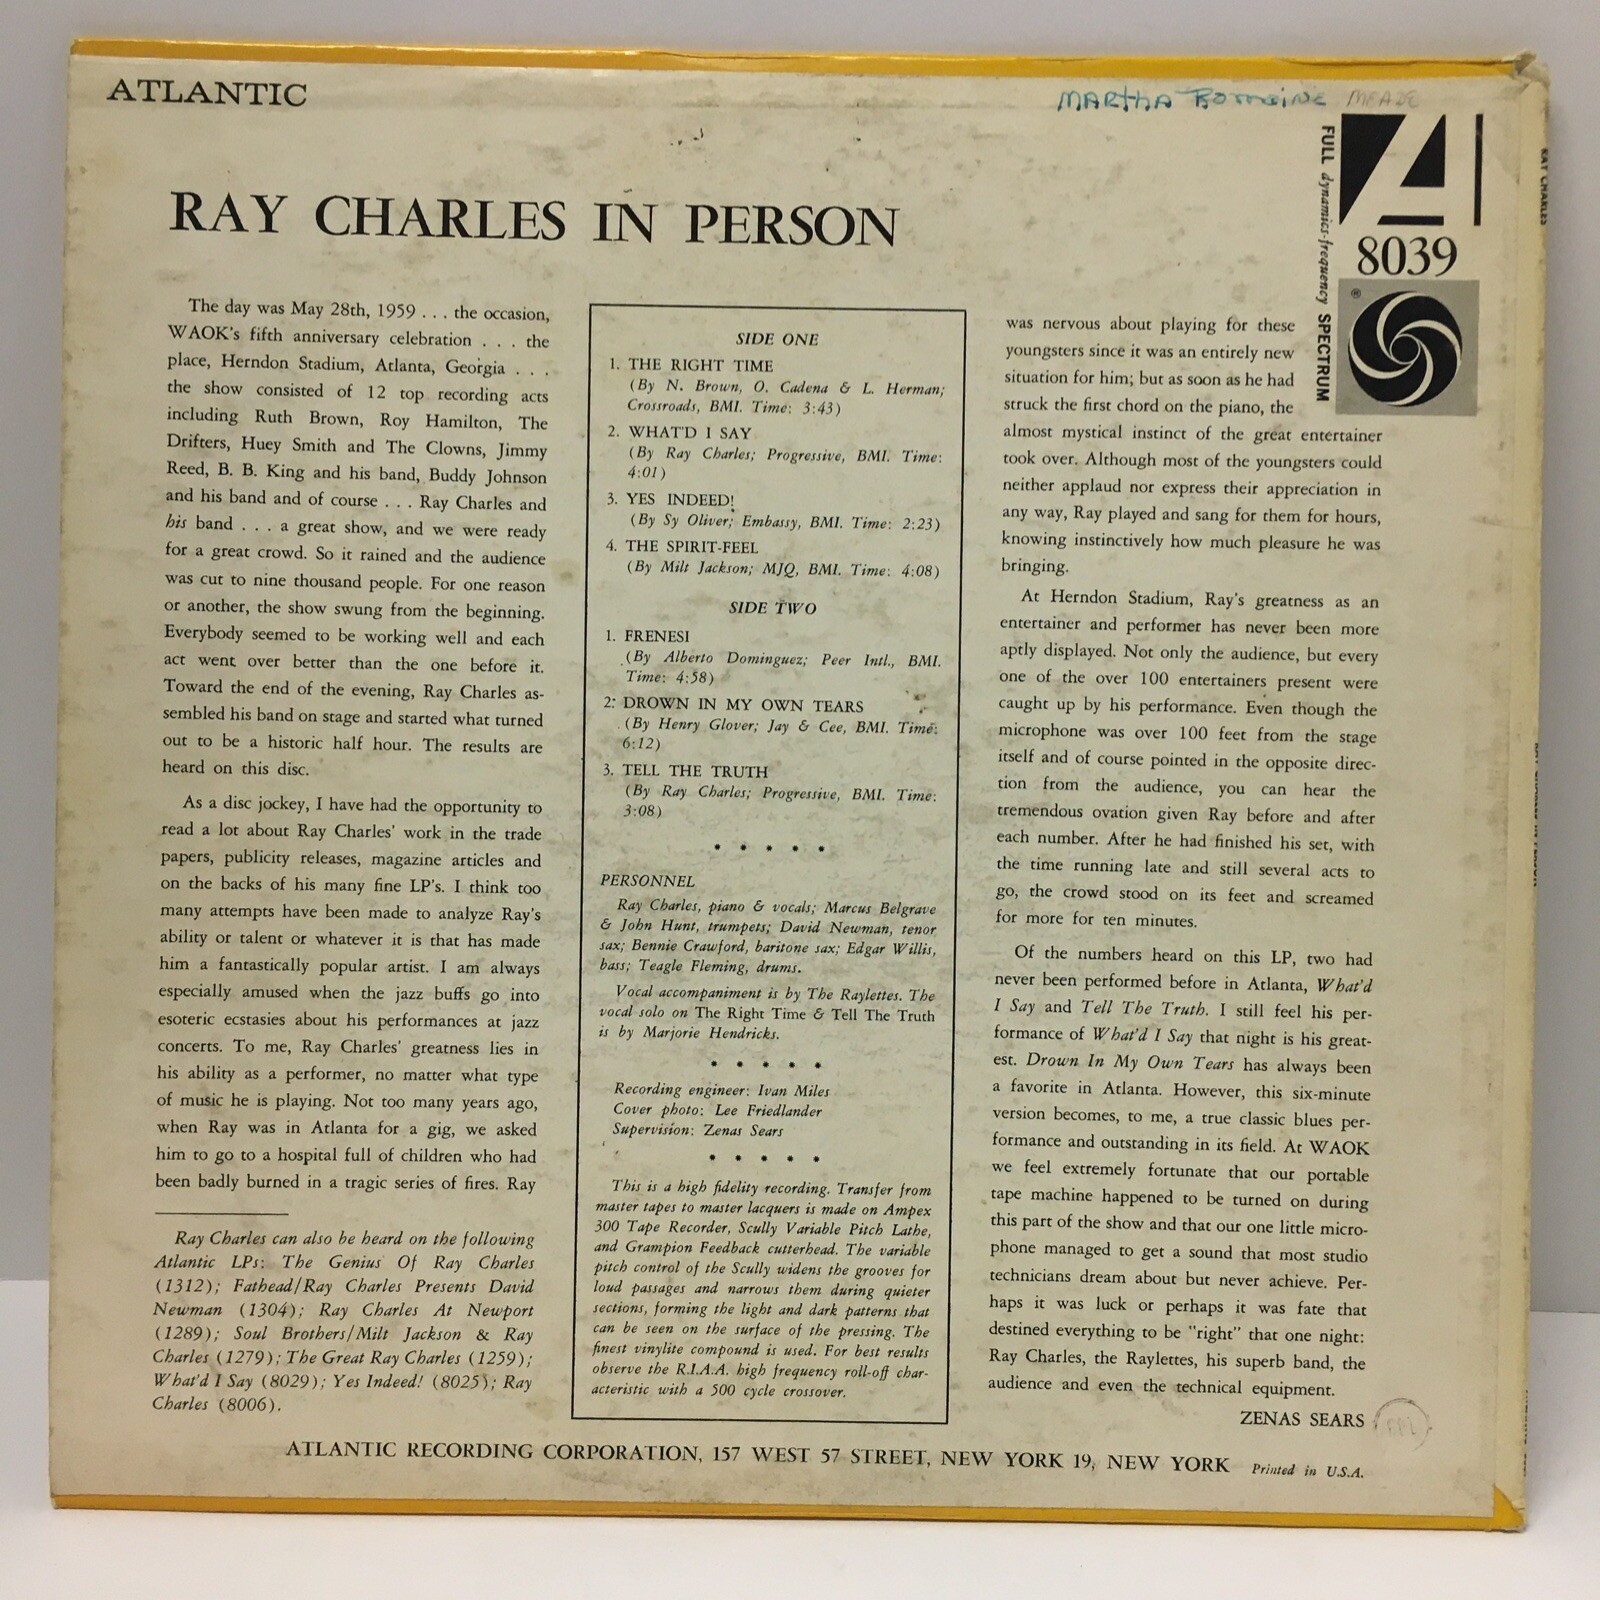 ATLANTIC
MARTHA
RAY CHARLES IN PERSON
FULL dynamics-frequency SPECTRUM
A
8039
®
The day was May 28th, 1959 . . . the occasion,
WAOK's fifth anniversary celebration . . . the
place, Herndon Stadium, Atlanta, Georgia . . .
the show consisted of 12 top recording acts
including Ruth Brown, Roy Hamilton, The
Drifters, Huey Smith and The Clowns, Jimmy
Reed, B. B. King and his band, Buddy Johnson
and his band and of course . . . Ray Charles and
his band . . . a great show, and we were ready
for a great crowd. So it rained and the audience
was cut to nine thousand people. For one reason
or another, the show swung from the beginning.
Everybody seemed to be working well and each
act went over better than the one before it.
Toward the end of the evening, Ray Charles as-
sembled his band on stage and started what turned
out to be a historic half hour. The results are
heard on this disc.
As a disc jockey, I have had the opportunity to
read a lot about Ray Charles' work in the trade
papers, publicity releases, magazine articles and
on the backs of his many fine LP's. I think too
many attempts have been made to analyze Ray's
ability or talent or whatever it is that has made
him a fantastically popular artist. I am always
especially amused when the jazz buffs go into
esoteric ecstasies about his performances at jazz
concerts. To me, Ray Charles' greatness lies in
his ability as a performer, no matter what type
of music he is playing. Not too many years ago,
when Ray was in Atlanta for a gig, we asked
him to go to a hospital full of children who had
been badly burned in a tragic series of fires. Ray
Ray Charles can also be heard on the following
Atlantic LPs: The Genius Of Ray Charles
(1312); Fathead/Ray Charles Presents David
Newman (1304); Ray Charles At Newport
(1289); Soul Brothers/Milt Jackson & Ray
Charles (1279); The Great Ray Charles (1259);
What'd I Say (8029); Yes Indeed! (8025); Ray
Charles (8006).
SIDE ONE
1. THE RIGHT TIME
(By N. Brown, O. Cadena & L. Herman;
Crossroads, BMI. Time: 3:43)
2. WHAT'D I SAY
(By Ray Charles; Progressive, BMI. Time:
4:01)
3. YES INDEED!
(By Sy Oliver; Embassy, BMI. Time: 2:23)
4. THE SPIRIT-FEEL
(By Milt Jackson; MJQ, BMI. Time: 4:08)
SIDE TWO
1. FRENESI
(By Alberto Dominguez; Peer Intl., BMI.
Time: 4:58)
2. DROWN IN MY OWN TEARS
(By Henry Glover; Jay & Cee, BMI. Time:
6:12)
3. TELL THE TRUTH
(By Ray Charles; Progressive, BMI. Time:
3:08)
* * * * *
PERSONNEL
Ray Charles, piano & vocals; Marcus Belgrave
& John Hunt, trumpets; David Newman, tenor
sax; Bennie Crawford, baritone sax; Edgar Willis,
bass; Teagle Fleming, drums.
Vocal accompaniment is by The Raylettes. The
vocal solo on The Right Time & Tell The Truth
is by Marjorie Hendricks.
* * * * *
Recording engineer: Ivan Miles
Cover photo: Lee Friedlander
Supervision: Zenas Sears
* * * * *
This is a high fidelity recording. Transfer from
master tapes to master lacquers is made on Ampex
300 Tape Recorder, Scully Variable Pitch Lathe,
and Grampion Feedback cutterhead. The variable
pitch control of the Scully widens the grooves for
loud passages and narrows them during quieter
sections, forming the light and dark patterns that
can be seen on the surface of the pressing. The
finest vinylite compound is used. For best results
observe the R.I.A.A. high frequency roll-off char-
acteristic with a 500 cycle crossover.
was nervous about playing for these
youngsters since it was an entirely new
situation for him; but as soon as he had
struck the first chord on the piano, the
almost mystical instinct of the great entertainer
took over. Although most of the youngsters could
neither applaud nor express their appreciation in
any way, Ray played and sang for them for hours,
knowing instinctively how much pleasure he was
bringing.
At Herndon Stadium, Ray's greatness as an
entertainer and performer has never been more
aptly displayed. Not only the audience, but every
one of the over 100 entertainers present were
caught up by his performance. Even though the
microphone was over 100 feet from the stage
itself and of course pointed in the opposite direc-
tion from the audience, you can hear the
tremendous ovation given Ray before and after
each number. After he had finished his set, with
the time running late and still several acts to
go, the crowd stood on its feet and screamed
for more for ten minutes.
Of the numbers heard on this LP, two had
never been performed before in Atlanta, What'd
I Say and Tell The Truth. I still feel his per-
formance of What'd I Say that night is his great-
est. Drown In My Own Tears has always been
a favorite in Atlanta. However, this six-minute
version becomes, to me, a true classic blues per-
formance and outstanding in its field. At WAOK
we feel extremely fortunate that our portable
tape machine happened to be turned on during
this part of the show and that our one little micro-
phone managed to get a sound that most studio
technicians dream about but never achieve. Per-
haps it was luck or perhaps it was fate that
destined everything to be "right" that one night:
Ray Charles, the Raylettes, his superb band, the
audience and even the technical equipment.
ZENAS SEARS
ATLANTIC RECORDING CORPORATION, 157 WEST 57 STREET, NEW YORK 19, NEW YORK
Printed in U.S.A.
RAY CHARLES